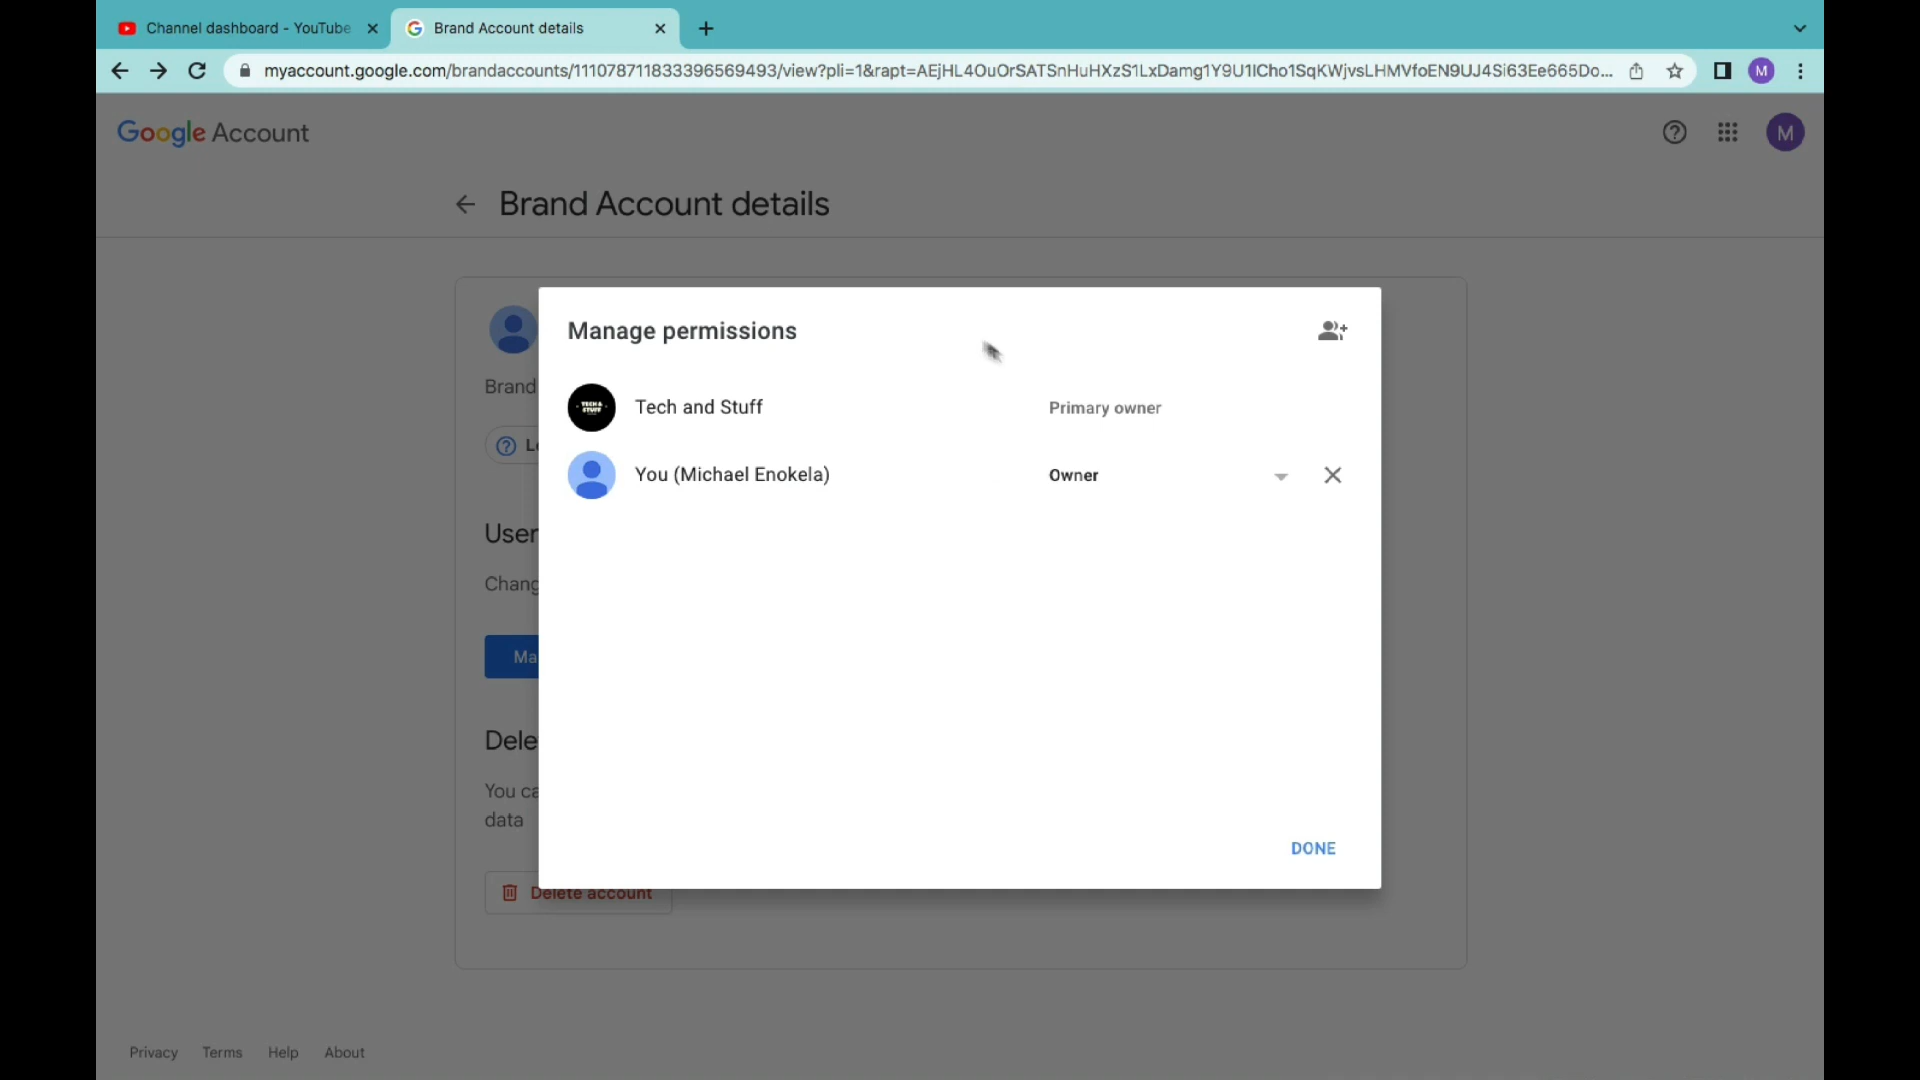 Channel dashboard - YouTube
Brand Account details
myaccount.google.com/brandaccounts/111078711833396569493/view?pli=1&rapt=AEjHL4OuOrSATSnHuHXzS1LxDamg1Y9U1lCho1SqKWjvsLHMVfoEN9UJ4Si63Ee665Do...
M
Google Account
M
Brand Account details
Manage permissions
Brand
TECH & STUFF
Tech and Stuff
Primary owner
You (Michael Enokela)
Owner
User
Chang
Ma
Dele
You ca
data
DONE
Delete account
Privacy
Terms
Help
About